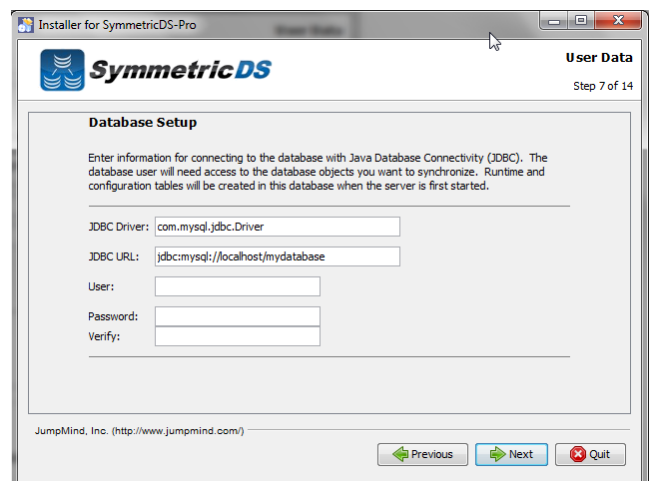 Installer for SymmetricDS-Pro
User Data
SymmetricDS
User Data
Step 7 of 14
Database Setup
Enter information for connecting to the database with Java Database Connectivity (JDBC). The
database user will need access to the database objects you want to synchronize. Runtime and
configuration tables will be created in this database when the server is first started.
JDBC Driver: com.mysql.jdbc.Driver
JDBC URL: jdbc:mysql://localhost/mydatabase
User:
Password:
Verify:
JumpMind, Inc. (http://www.jumpmind.com/)
Previous Next Quit